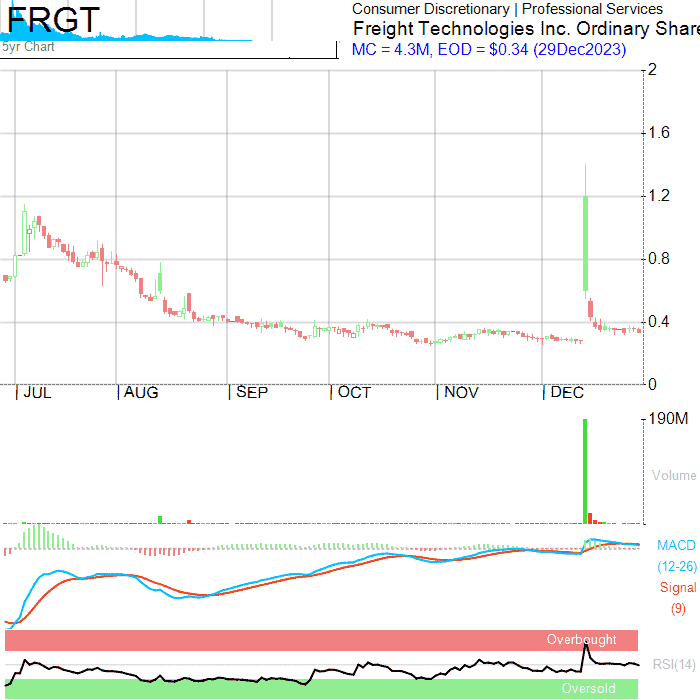 FRGT
Consumer Discretionary | Professional Services
Freight Technologies Inc. Ordinary Share
5yr Chart
MC = 4.3M, EOD = $0.34 (29Dec2023)
2
1.6
1.2
0.8
0.4
0
JUL
AUG
SEP
OCT
NOV
DEC
190M
Volume
MACD
(12-26)
Signal
(9)
Overbought
RSI(14)
Oversold